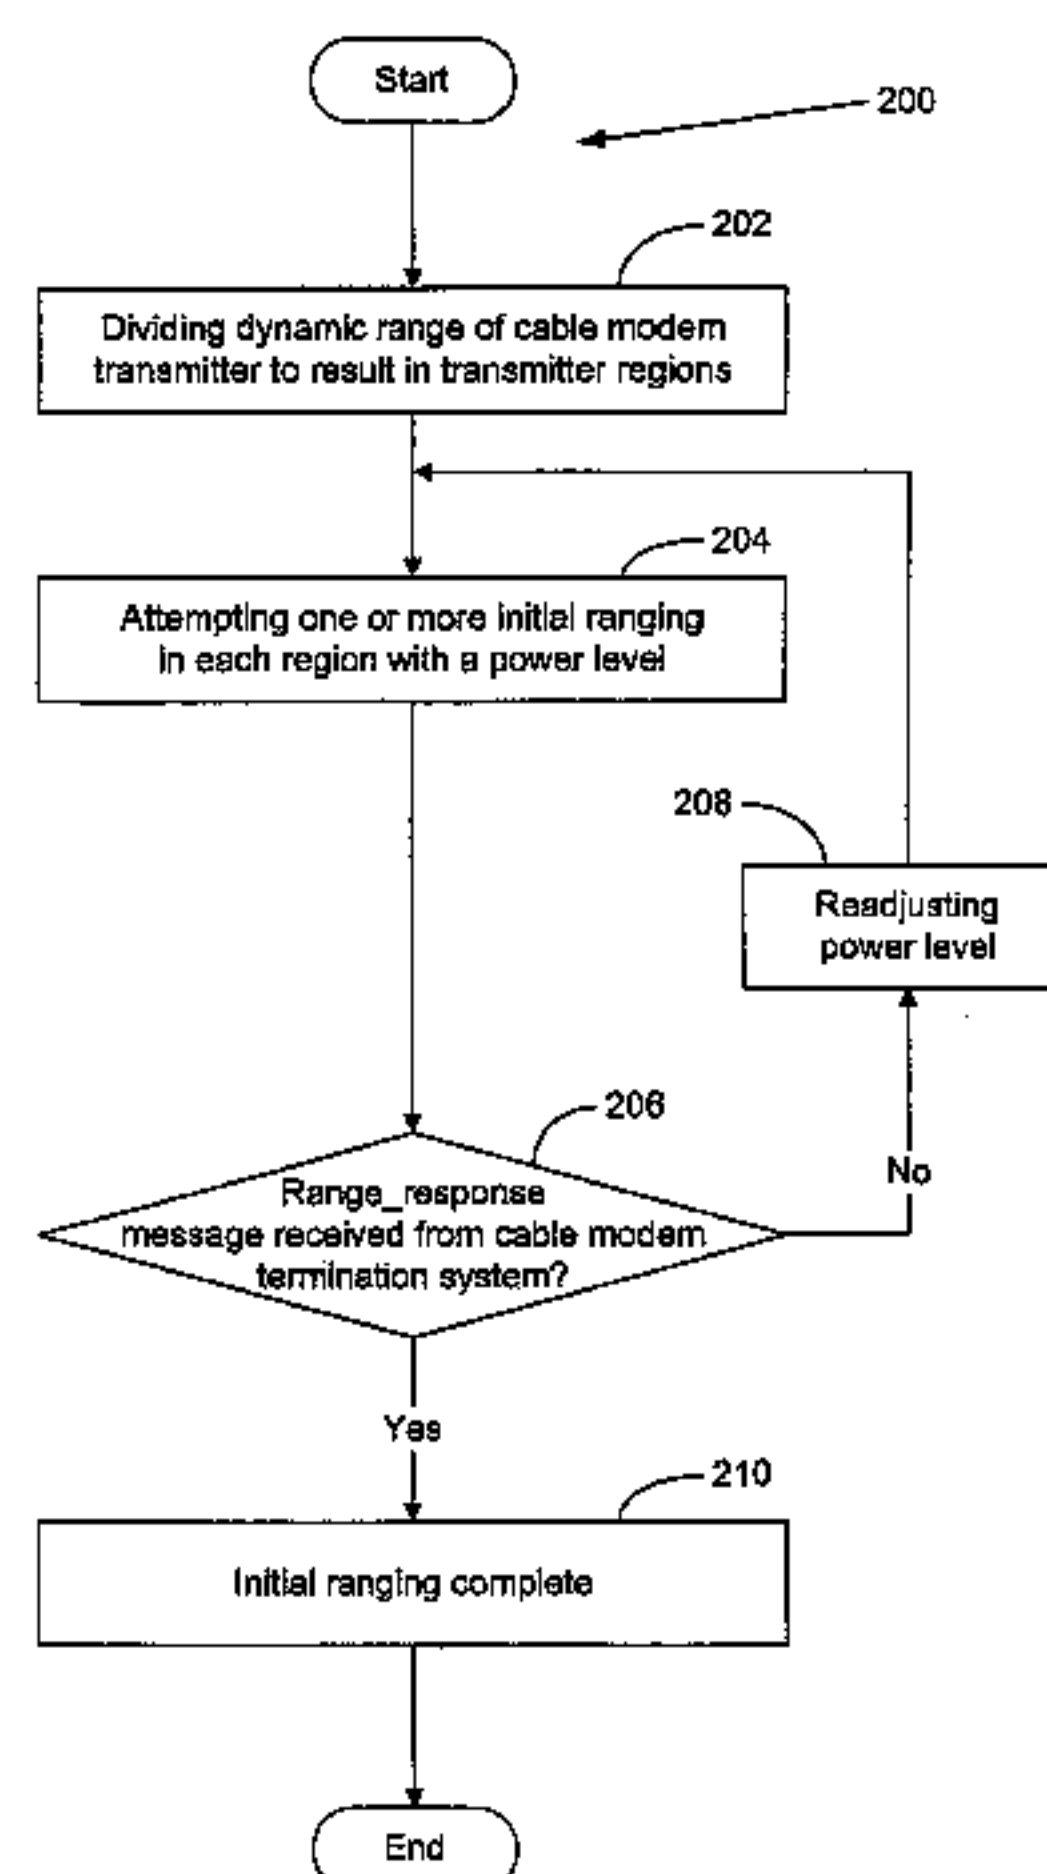 Start
200
202
Dividing dynamic range of cable modem
transmitter to result in transmitter regions
204
Attempting one or more initial ranging
in each region with a power level
208
Readjusting
power level
206
No
Range_response
message received from cable modem
termination system?
Yes
210
Initial ranging complete
End